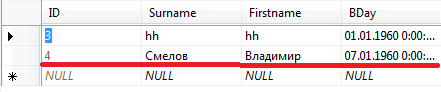 ID Surname Firstname BDay
3 hh hh 01.01.1960 0:00:...
4 Смелов Владимир 07.01.1960 0:00:...
NULL NULL NULL NULL